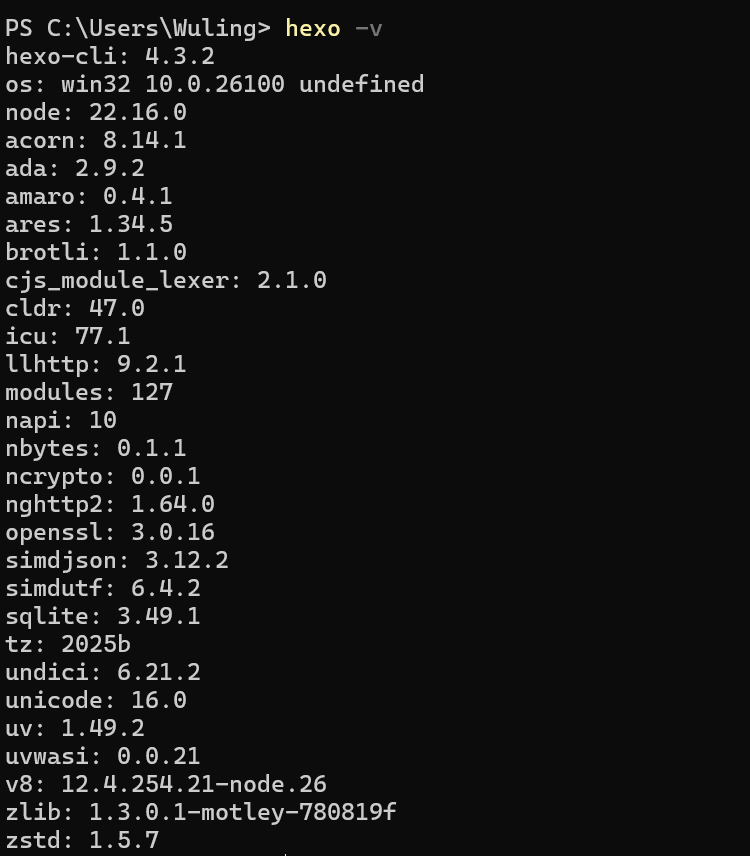 PS C:\Users\Wuling> hexo -v
hexo-cli: 4.3.2
os: win32 10.0.26100 undefined
node: 22.16.0
acorn: 8.14.1
ada: 2.9.2
amaro: 0.4.1
ares: 1.34.5
brotli: 1.1.0
cjs_module_lexer: 2.1.0
cldr: 47.0
icu: 77.1
llhttp: 9.2.1
modules: 127
napi: 10
nbytes: 0.1.1
ncrypto: 0.0.1
nghttp2: 1.64.0
openssl: 3.0.16
simdjson: 3.12.2
simdutf: 6.4.2
sqlite: 3.49.1
tz: 2025b
undici: 6.21.2
unicode: 16.0
uv: 1.49.2
uvwasi: 0.0.21
v8: 12.4.254.21-node.26
zlib: 1.3.0.1-motley-780819f
zstd: 1.5.7